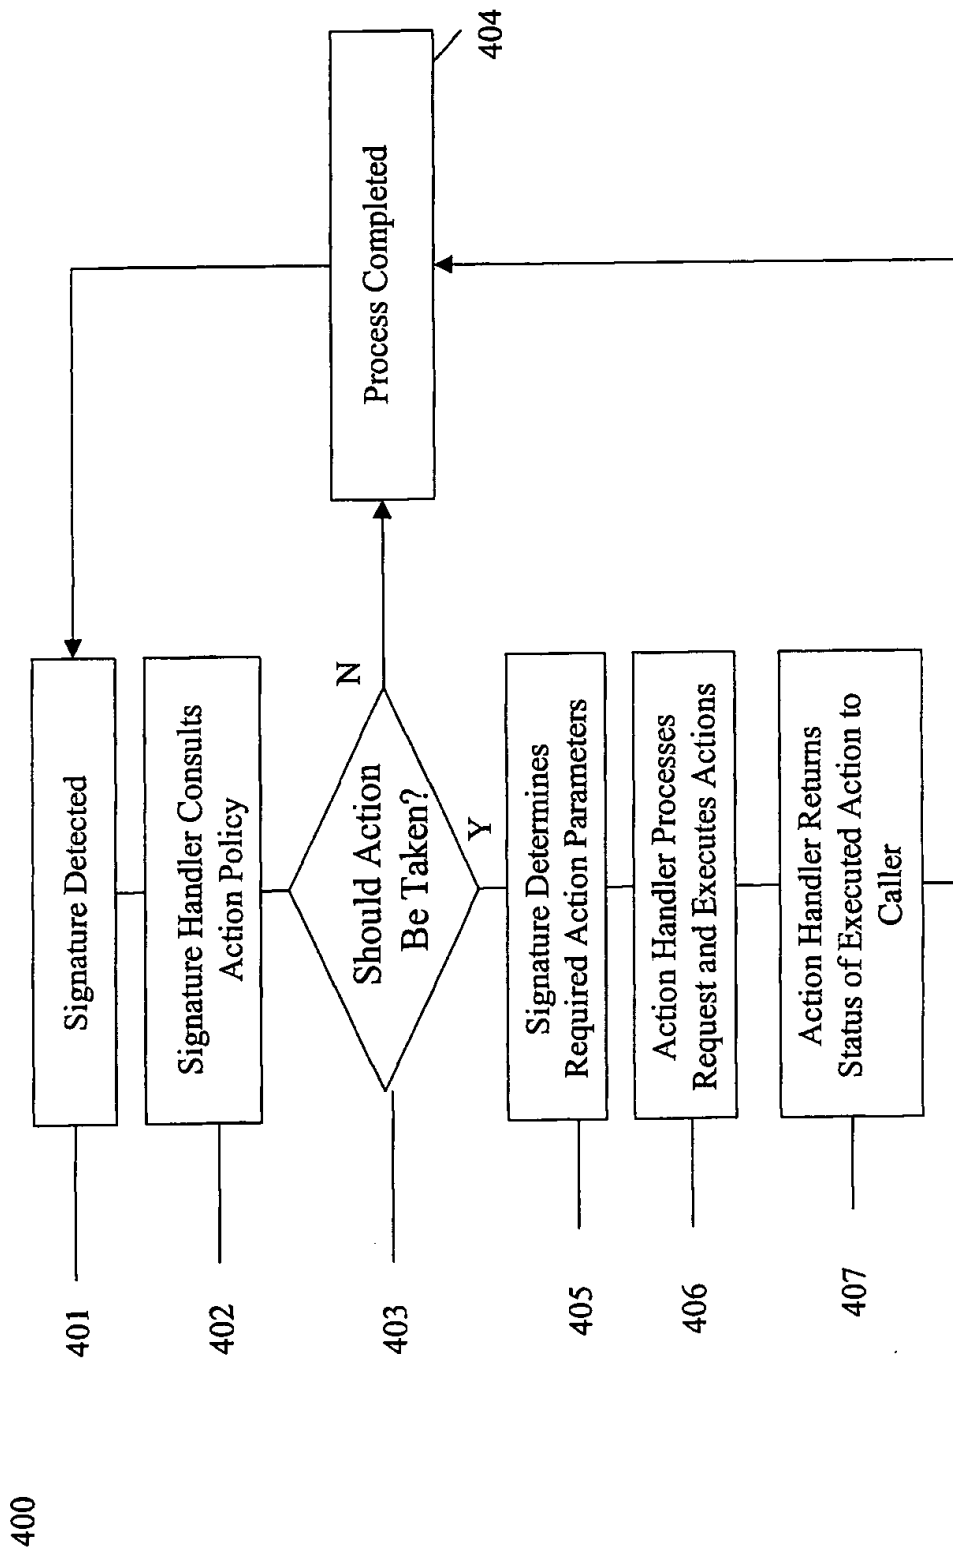 400
401
Signature Detected
402
Signature Handler Consults
Action Policy
403
Should Action
Be Taken?
N
Y
Process Completed
404
405
Signature Determines
Required Action Parameters
406
Action Handler Processes
Request and Executes Actions
407
Action Handler Returns
Status of Executed Action to
Caller